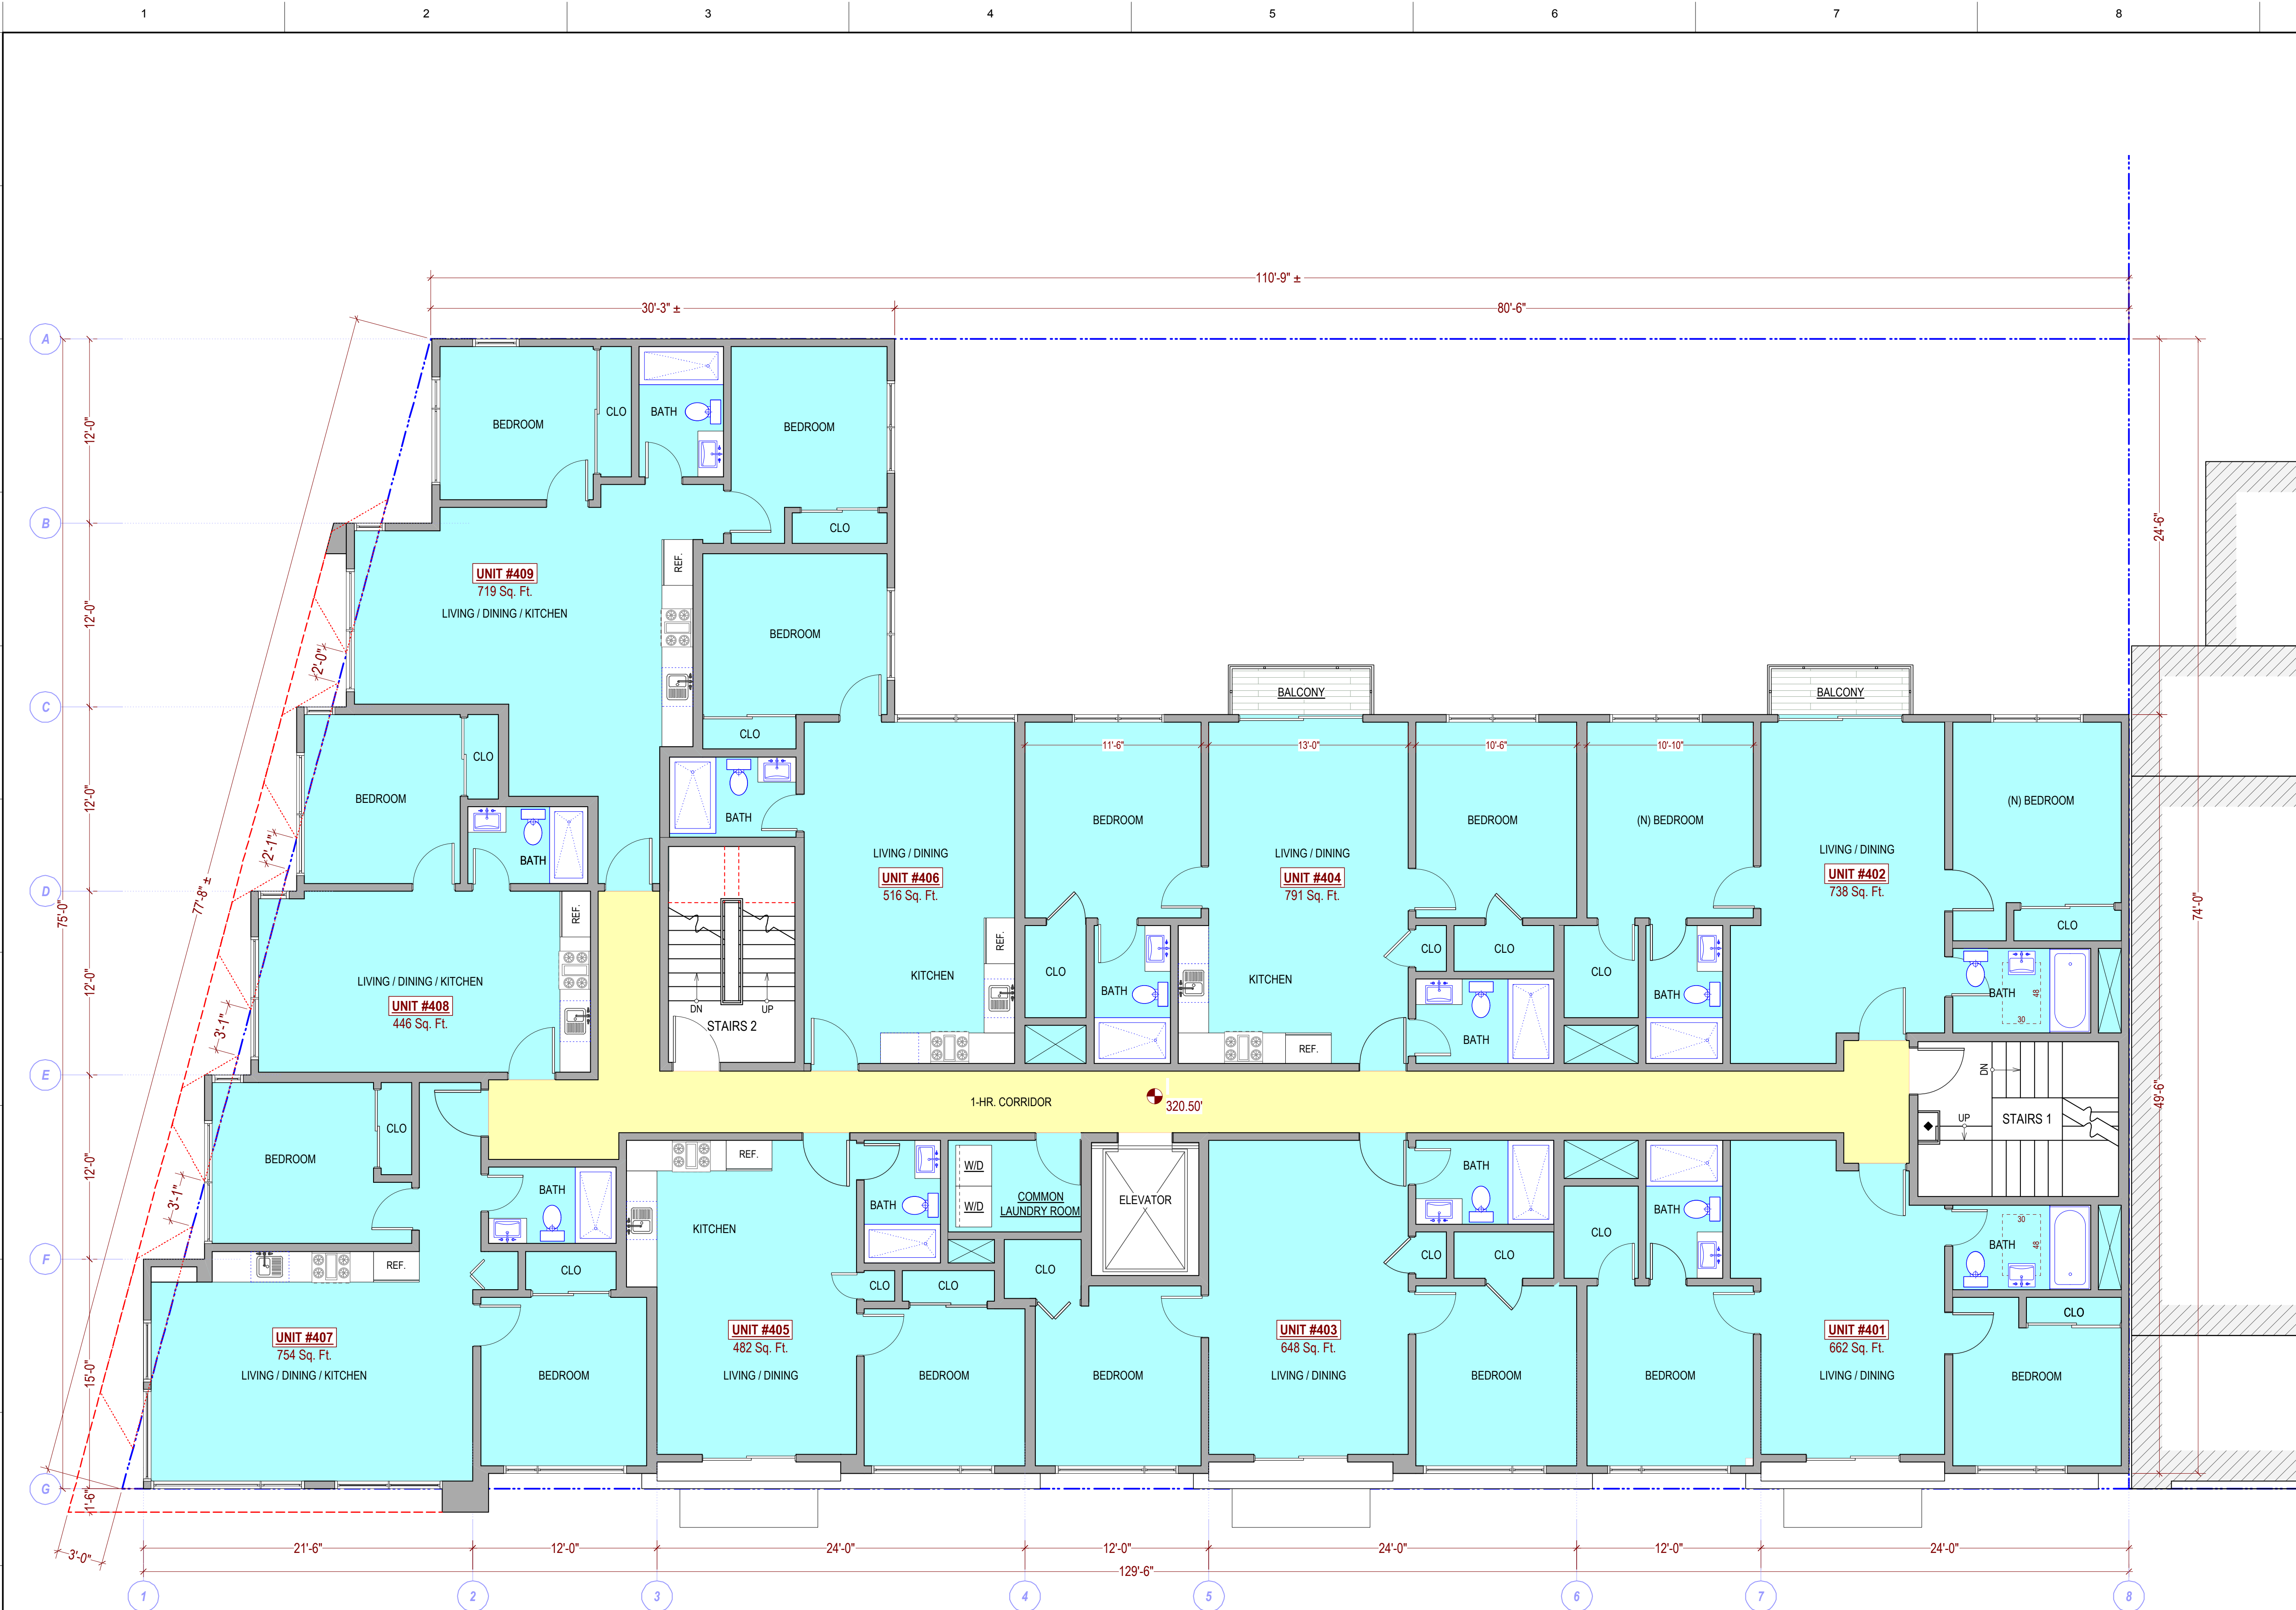 1 2 3 4 5 6 7 8
110'-9" ±
30'-3" ± 80'-6"
A
B
C
D
E
F
G
12'-0"
12'-0"
12'-0"
12'-0"
12'-0"
15'-0"
1'-6"
75'-0"
77'-8" ±
2'-0"
2'-1"
3'-1"
3'-1"
3'-0"
BEDROOM
CLO
BATH
BEDROOM
CLO
REF.
UNIT #409
719 Sq. Ft.
LIVING / DINING / KITCHEN
BEDROOM
CLO
BATH
BEDROOM
CLO
BATH
REF.
LIVING / DINING / KITCHEN
UNIT #408
446 Sq. Ft.
DN UP
STAIRS 2
LIVING / DINING
UNIT #406
516 Sq. Ft.
REF.
KITCHEN
11'-6"
BEDROOM
CLO
BATH
BALCONY
13'-0"
LIVING / DINING
UNIT #404
791 Sq. Ft.
KITCHEN
REF.
10'-6"
BEDROOM
CLO
CLO
BATH
10'-10"
(N) BEDROOM
CLO
BATH
BALCONY
LIVING / DINING
UNIT #402
738 Sq. Ft.
(N) BEDROOM
CLO
BATH
48
30
24'-6"
74'-0"
49'-6"
1-HR. CORRIDOR
320.50'
DN
UP
STAIRS 1
BEDROOM
CLO
BATH
REF.
CLO
UNIT #407
754 Sq. Ft.
LIVING / DINING / KITCHEN
BEDROOM
REF.
KITCHEN
UNIT #405
482 Sq. Ft.
LIVING / DINING
BATH
CLO
CLO
BEDROOM
W/D
W/D
COMMON
LAUNDRY ROOM
ELEVATOR
CLO
BEDROOM
UNIT #403
648 Sq. Ft.
LIVING / DINING
BATH
CLO
CLO
BEDROOM
CLO
BATH
BEDROOM
UNIT #401
662 Sq. Ft.
LIVING / DINING
30
48
BATH
CLO
BEDROOM
21'-6" 12'-0" 24'-0" 12'-0" 24'-0" 12'-0" 24'-0"
129'-6"
1 2 3 4 5 6 7 8